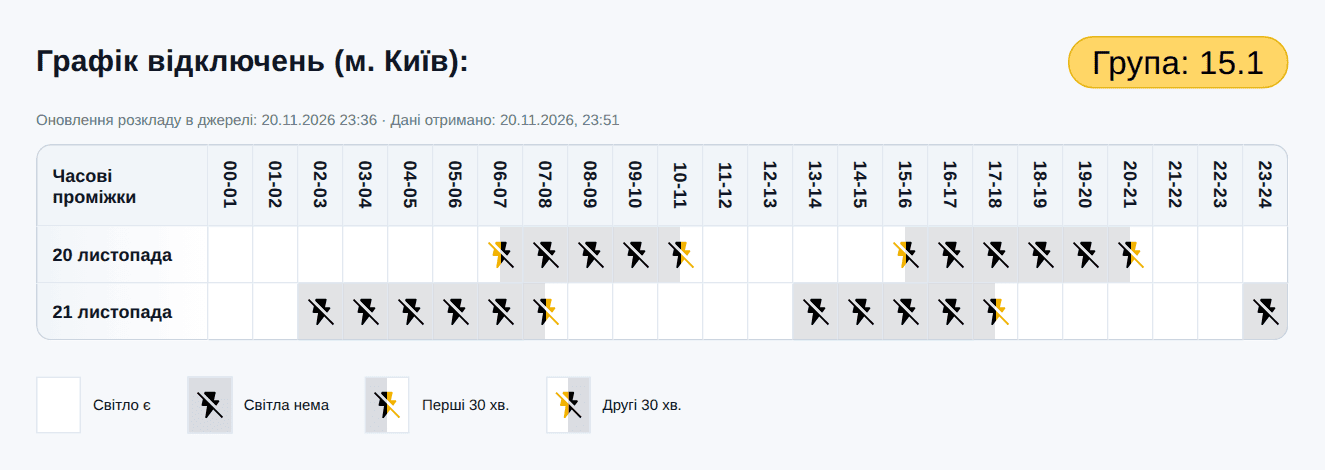 Графік відключень (м. Київ):
Група: 15.1
Оновлення розкладу в джерелі: 20.11.2026 23:36 · Дані отримано: 20.11.2026, 23:51
Часові
проміжки
00-01
01-02
02-03
03-04
04-05
05-06
06-07
07-08
08-09
09-10
10-11
11-12
12-13
13-14
14-15
15-16
16-17
17-18
18-19
19-20
20-21
21-22
22-23
23-24
20 листопада
21 листопада
Світло є
Світла нема
Перші 30 хв.
Другі 30 хв.